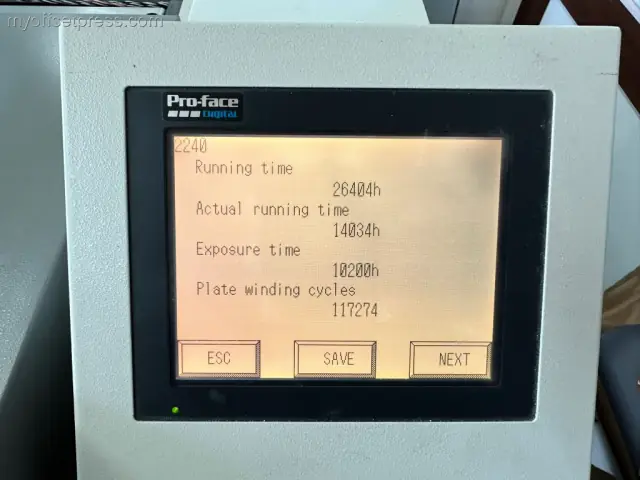 myoffsetpress.com
Pro-face
Digital
2240
Running time
26404h
Actual running time
14034h
Exposure time
10200h
Plate winding cycles
117274
ESC SAVE NEXT